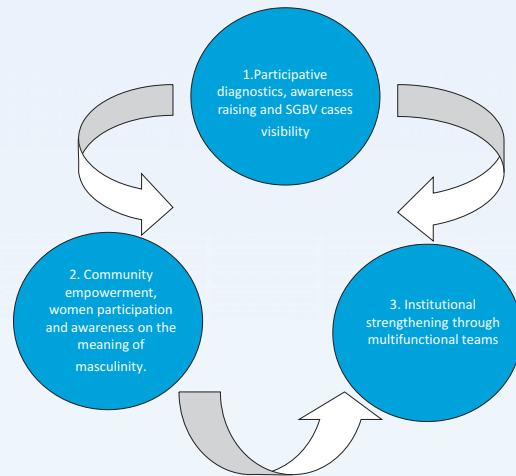 1.Participative
diagnostics, awareness
raising and SGBV cases
visibility
2. Community
empowerment,
women participation
and awareness on the
meaning of
masculinity.
3. Institutional
strengthening through
multifunctional teams